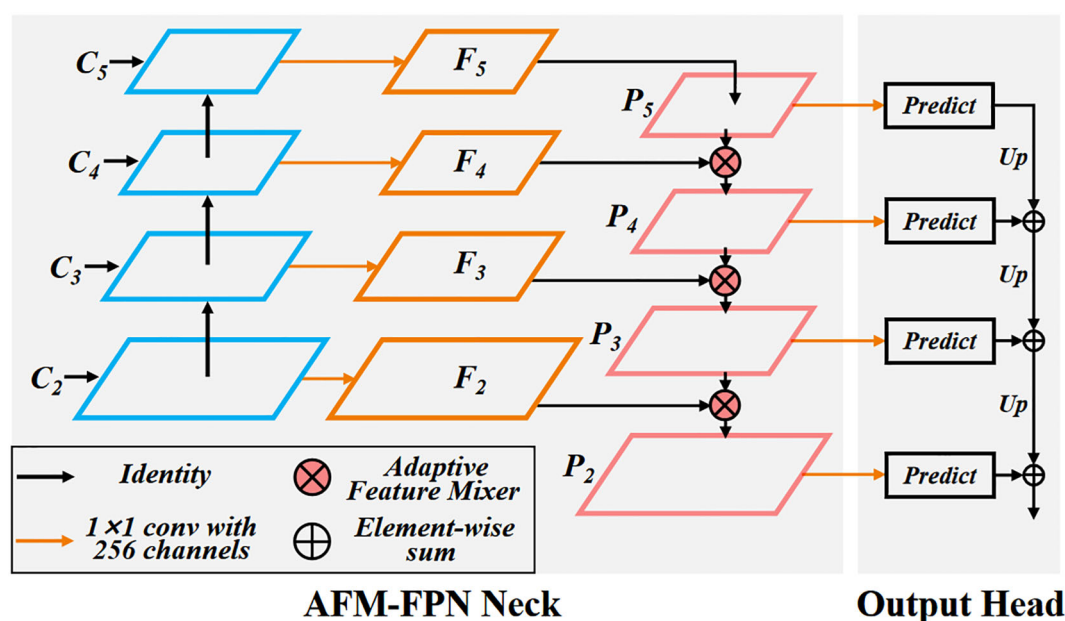 C5
F5
P5
Predict
Up
C4
F4
P4
Predict
Up
C3
F3
P3
Predict
Up
C2
F2
P2
Predict
Identity
Adaptive
Feature Mixer
1×1 conv with
256 channels
Element-wise
sum
AFM-FPN Neck
Output Head